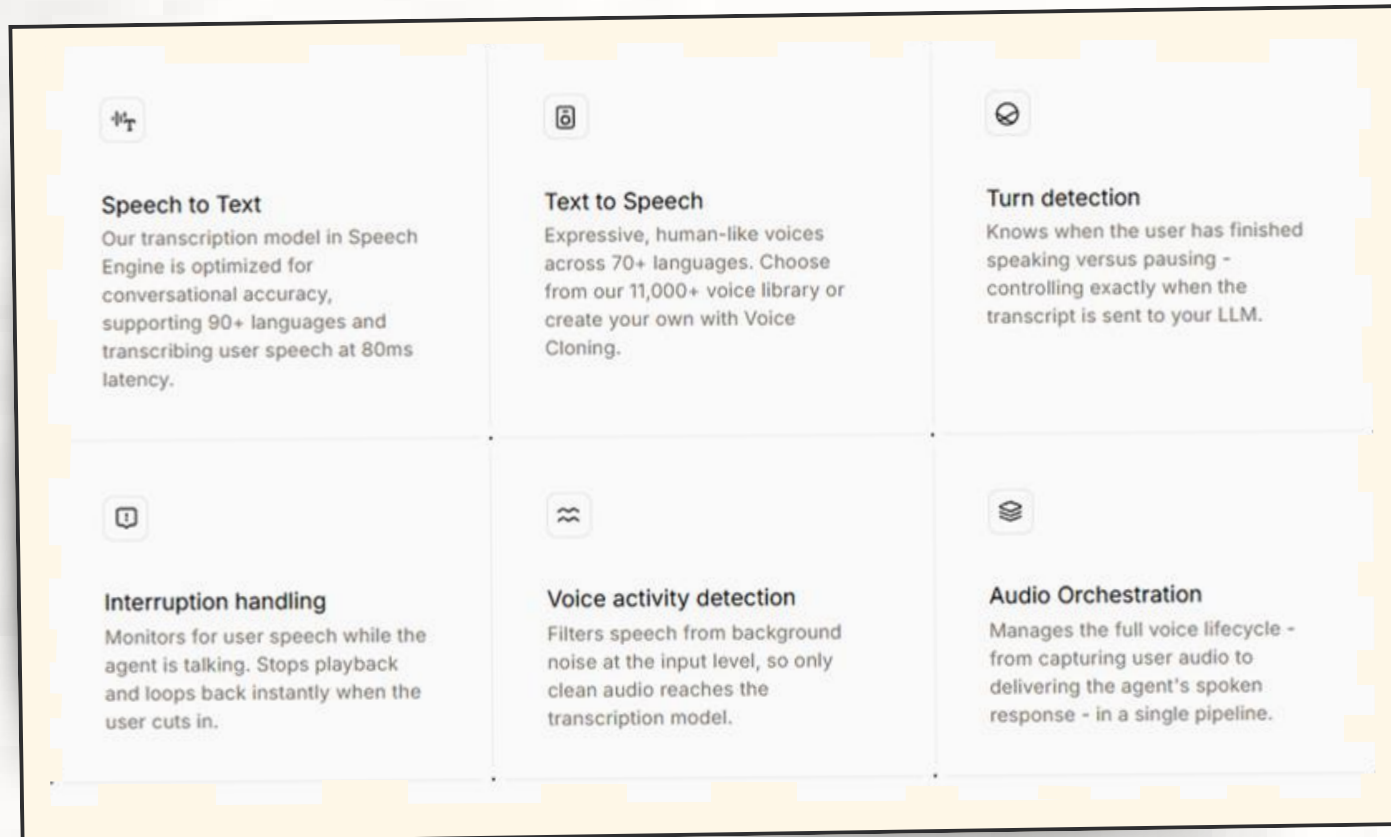 Speech to Text
Our transcription model in Speech
Engine is optimized for
conversational accuracy,
supporting 90+ languages and
transcribing user speech at 80ms
latency.
Text to Speech
Expressive, human-like voices
across 70+ languages. Choose
from our 11,000+ voice library or
create your own with Voice
Cloning.
Turn detection
Knows when the user has finished
speaking versus pausing -
controlling exactly when the
transcript is sent to your LLM.
Interruption handling
Monitors for user speech while the
agent is talking. Stops playback
and loops back instantly when the
user cuts in.
Voice activity detection
Filters speech from background
noise at the input level, so only
clean audio reaches the
transcription model.
Audio Orchestration
Manages the full voice lifecycle -
from capturing user audio to
delivering the agent's spoken
response - in a single pipeline.